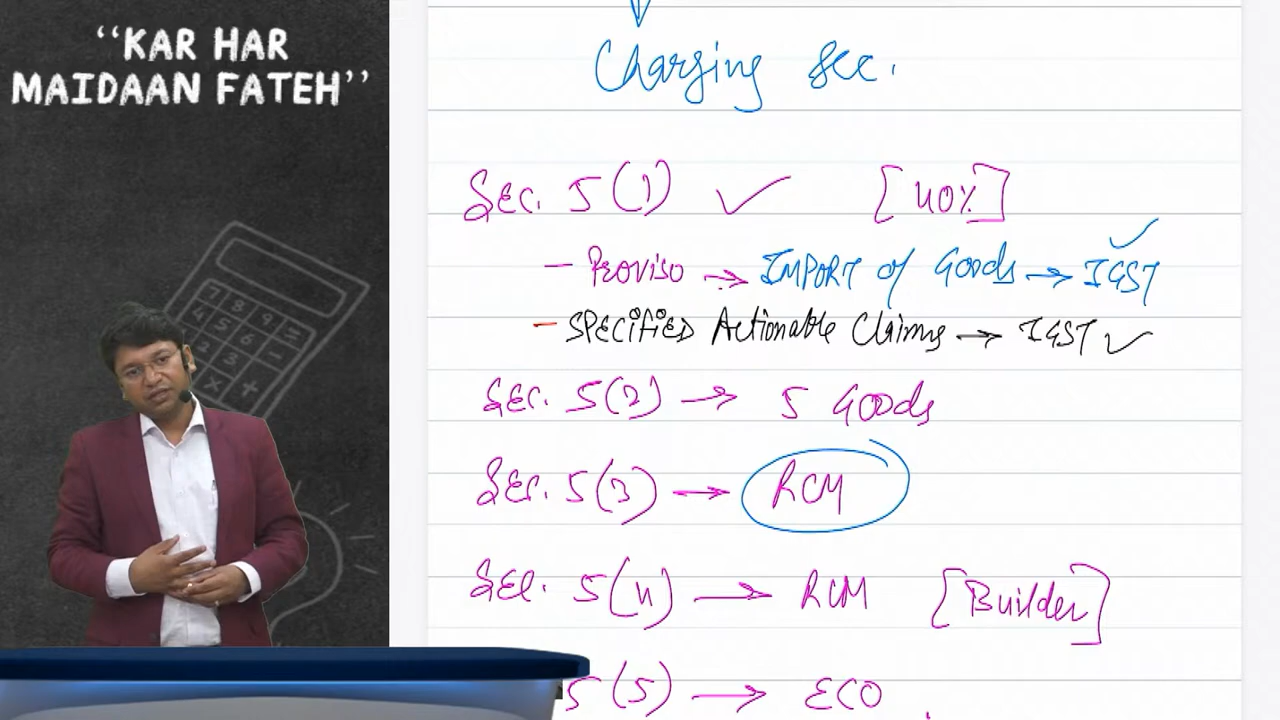 “KAR HAR
MAIDAAN FATEH”
Charging Sec.
Sec. 5(1) ✓ [40%]
- Proviso → IMPORT of Goods → IGST ✓
- SPECIFIED Actionable Claims → IGST ✓
Sec. 5(2) → 5 Goods
Sec. 5(3) → RCM
Sec. 5(4) → RCM [Builder]
5(5) → ECO